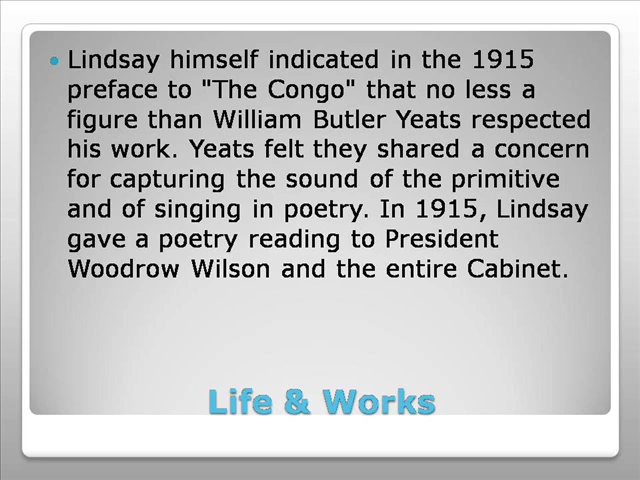 • Lindsay himself indicated in the 1915
preface to "The Congo" that no less a
figure than William Butler Yeats respected
his work. Yeats felt they shared a concern
for capturing the sound of the primitive
and of singing in poetry. In 1915, Lindsay
gave a poetry reading to President
Woodrow Wilson and the entire Cabinet.
Life & Works